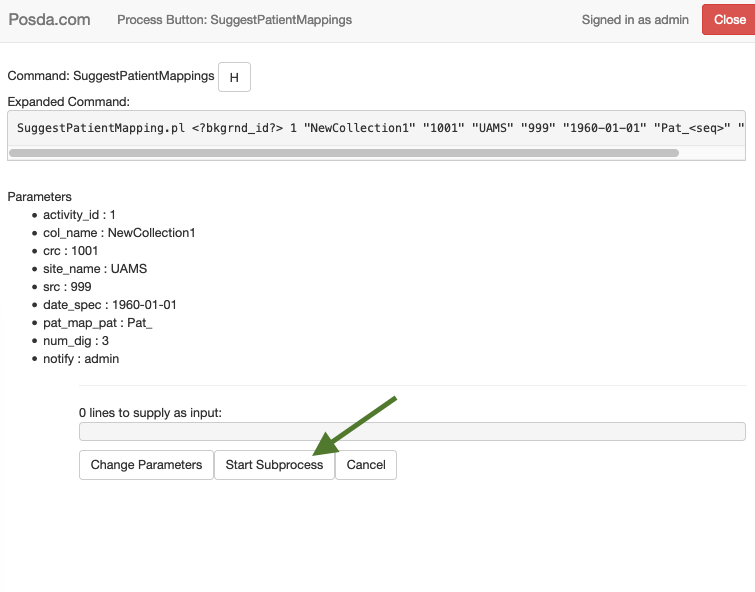 Posda.com Process Button: SuggestPatientMappings Signed in as admin Close
Command: SuggestPatientMappings H
Expanded Command:
SuggestPatientMapping.pl <?bkgrnd_id?> 1 "NewCollection1" "1001" "UAMS" "999" "1960-01-01" "Pat_<seq>" "
Parameters
• activity_id : 1
• col_name : NewCollection1
• crc : 1001
• site_name : UAMS
• src : 999
• date_spec : 1960-01-01
• pat_map_pat : Pat_
• num_dig : 3
• notify : admin
0 lines to supply as input:
Change Parameters Start Subprocess Cancel